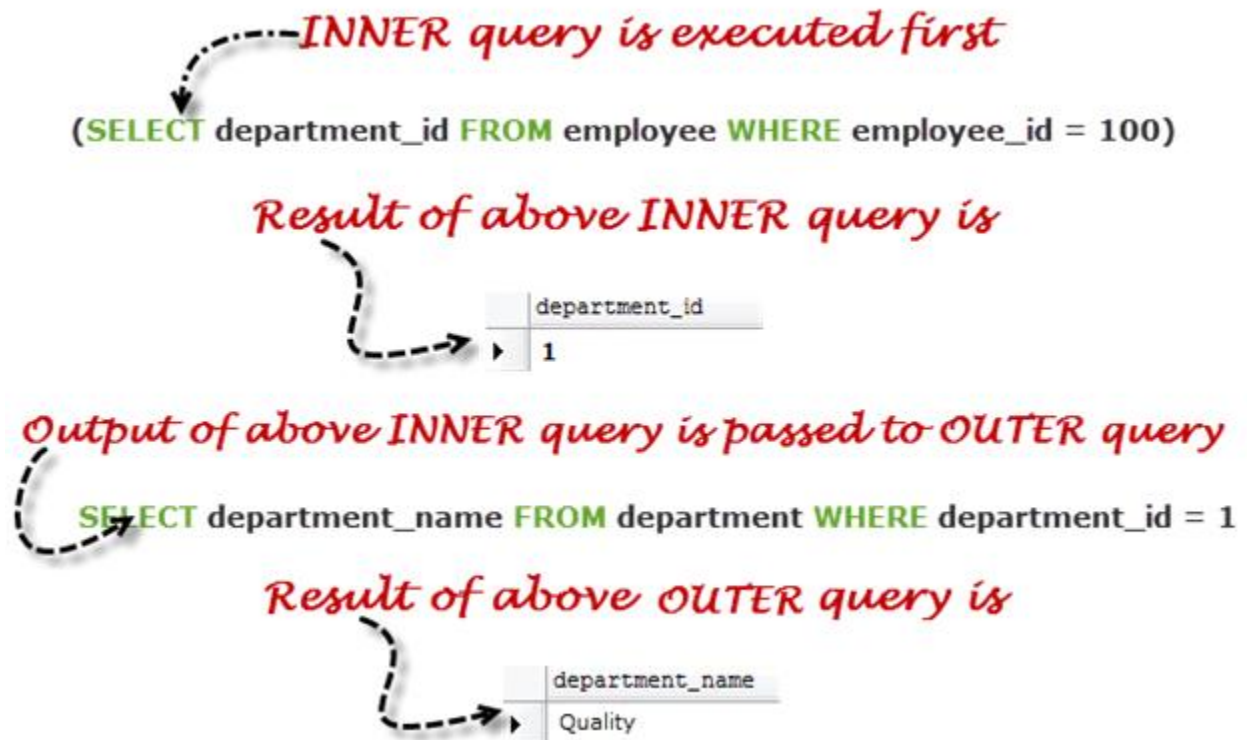 INNER query is executed first
(SELECT department_id FROM employee WHERE employee_id = 100)
Result of above INNER query is
department_id
1
Output of above INNER query is passed to OUTER query
SELECT department_name FROM department WHERE department_id = 1
Result of above OUTER query is
department_name
Quality